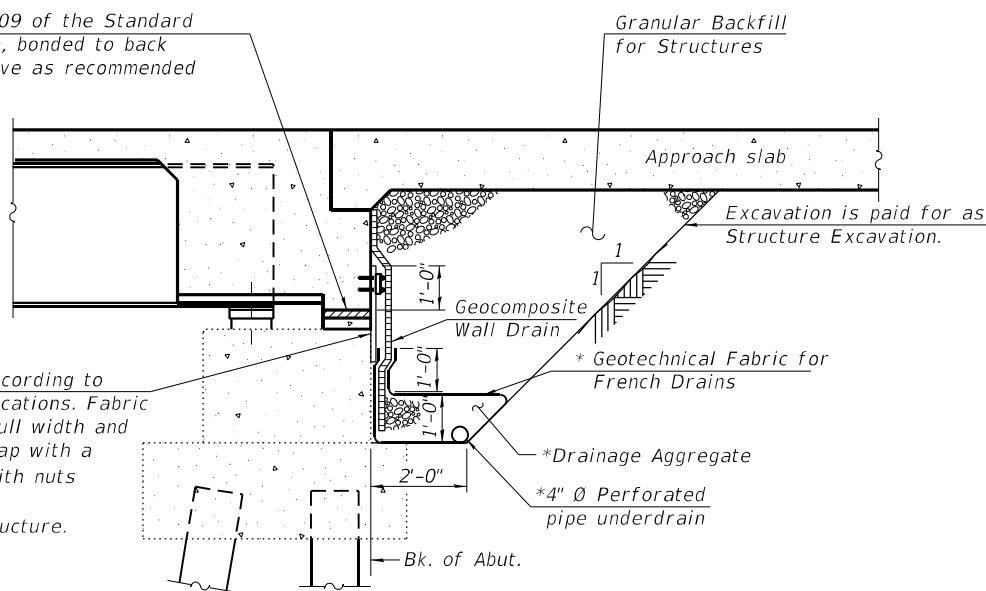 09 of the Standard
, bonded to back
ve as recommended
Granular Backfill
for Structures
Approach slab
Excavation is paid for as
Structure Excavation.
1
1
1'-0"
Geocomposite
Wall Drain
* Geotechnical Fabric for
French Drains
1'-0"
1'-0"
cording to
cations. Fabric
ull width and
ap with a
ith nuts
ucture.
*Drainage Aggregate
2'-0"
*4" Ø Perforated
pipe underdrain
Bk. of Abut.